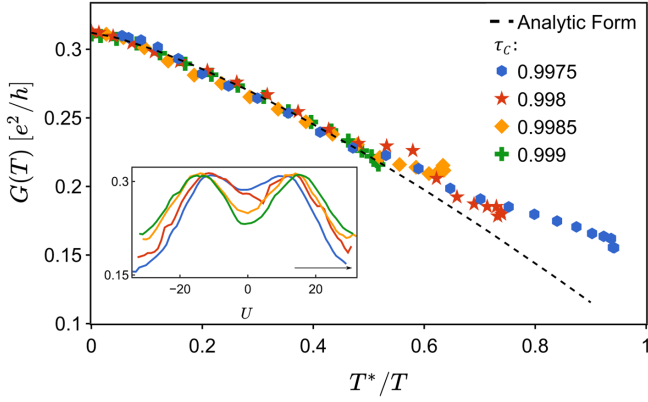 Analytic Form
τ_C:
0.9975
0.998
0.9985
0.999
G(T) [e²/h]
0.3
0.25
0.2
0.15
0.1
0 0.2 0.4 0.6 0.8 1
T*/T
0.3
0.15
−20 0 20
U